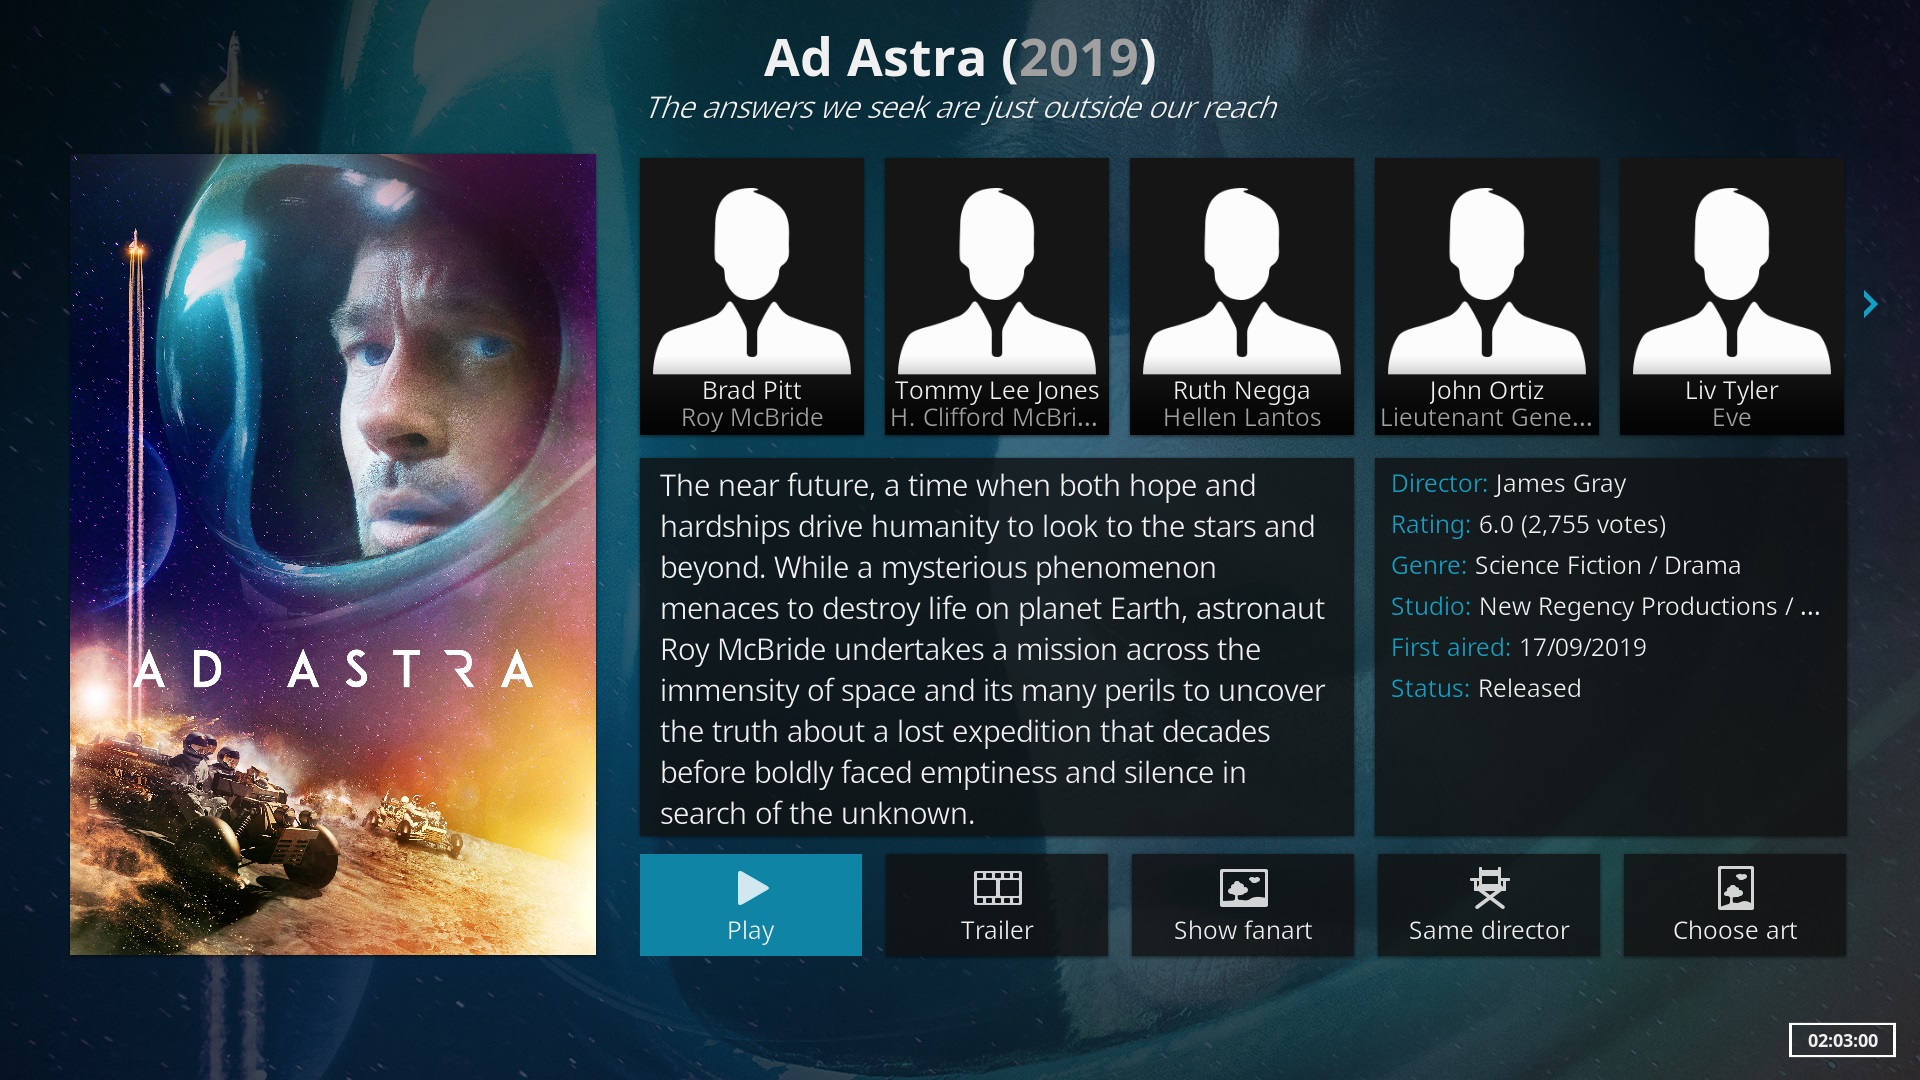 Ad Astra (2019)
The answers we seek are just outside our reach
AD ASTRA
Brad Pitt
Roy McBride
Tommy Lee Jones
H. Clifford McBri...
Ruth Negga
Hellen Lantos
John Ortiz
Lieutenant Gene...
Liv Tyler
Eve
The near future, a time when both hope and
hardships drive humanity to look to the stars and
beyond. While a mysterious phenomenon
menaces to destroy life on planet Earth, astronaut
Roy McBride undertakes a mission across the
immensity of space and its many perils to uncover
the truth about a lost expedition that decades
before boldly faced emptiness and silence in
search of the unknown.
Director: James Gray
Rating: 6.0 (2,755 votes)
Genre: Science Fiction / Drama
Studio: New Regency Productions / ...
First aired: 17/09/2019
Status: Released
Play
Trailer
Show fanart
Same director
Choose art
02:03:00